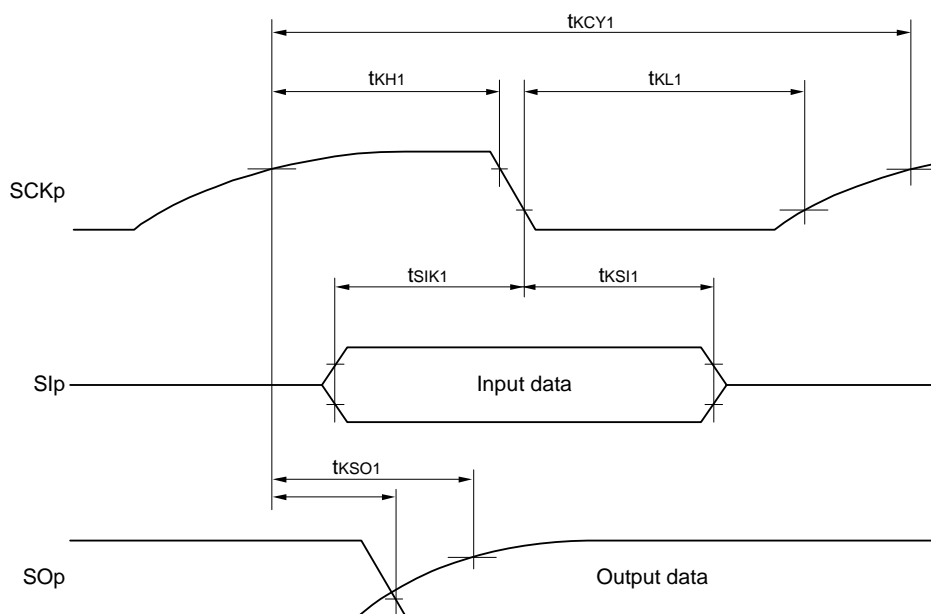 tKCY1
tKH1
tKL1
SCKp
tSIK1
tKSI1
SIp
Input data
tKSO1
SOp
Output data